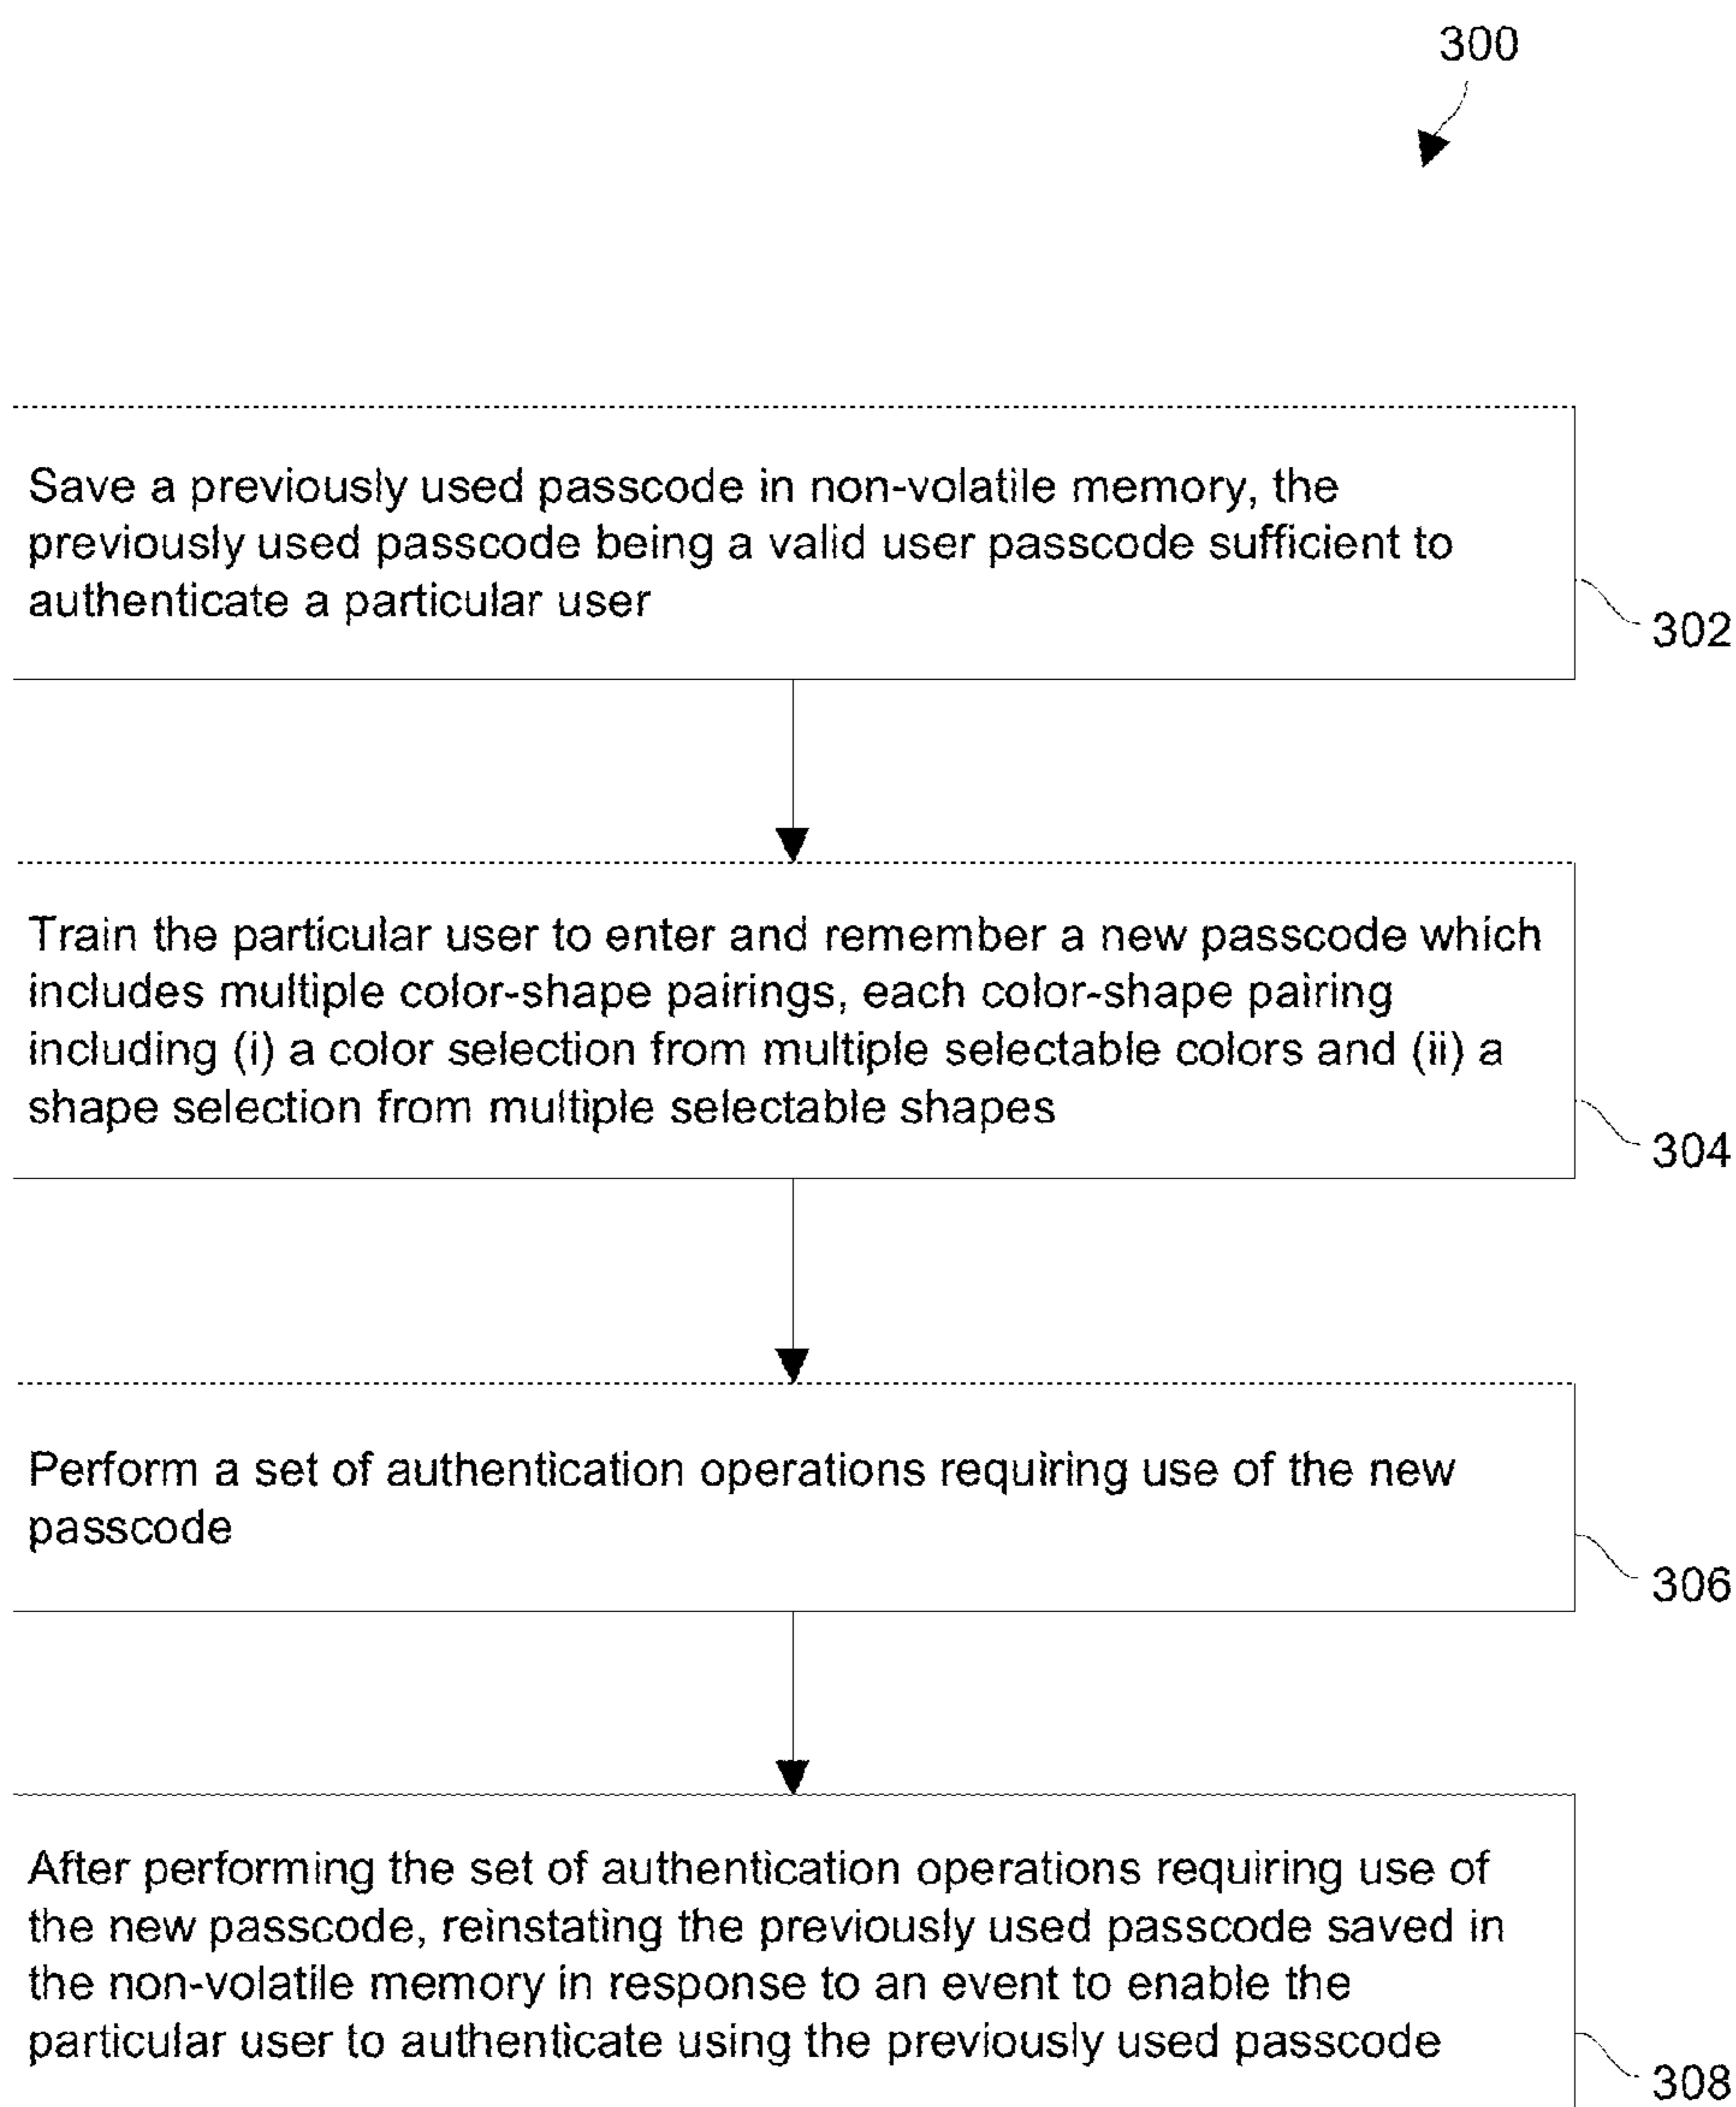 300
Save a previously used passcode in non-volatile memory, the
previously used passcode being a valid user passcode sufficient to
authenticate a particular user
302
Train the particular user to enter and remember a new passcode which
includes multiple color-shape pairings, each color-shape pairing
including (i) a color selection from multiple selectable colors and (ii) a
shape selection from multiple selectable shapes
304
Perform a set of authentication operations requiring use of the new
passcode
306
After performing the set of authentication operations requiring use of
the new passcode, reinstating the previously used passcode saved in
the non-volatile memory in response to an event to enable the
particular user to authenticate using the previously used passcode
308